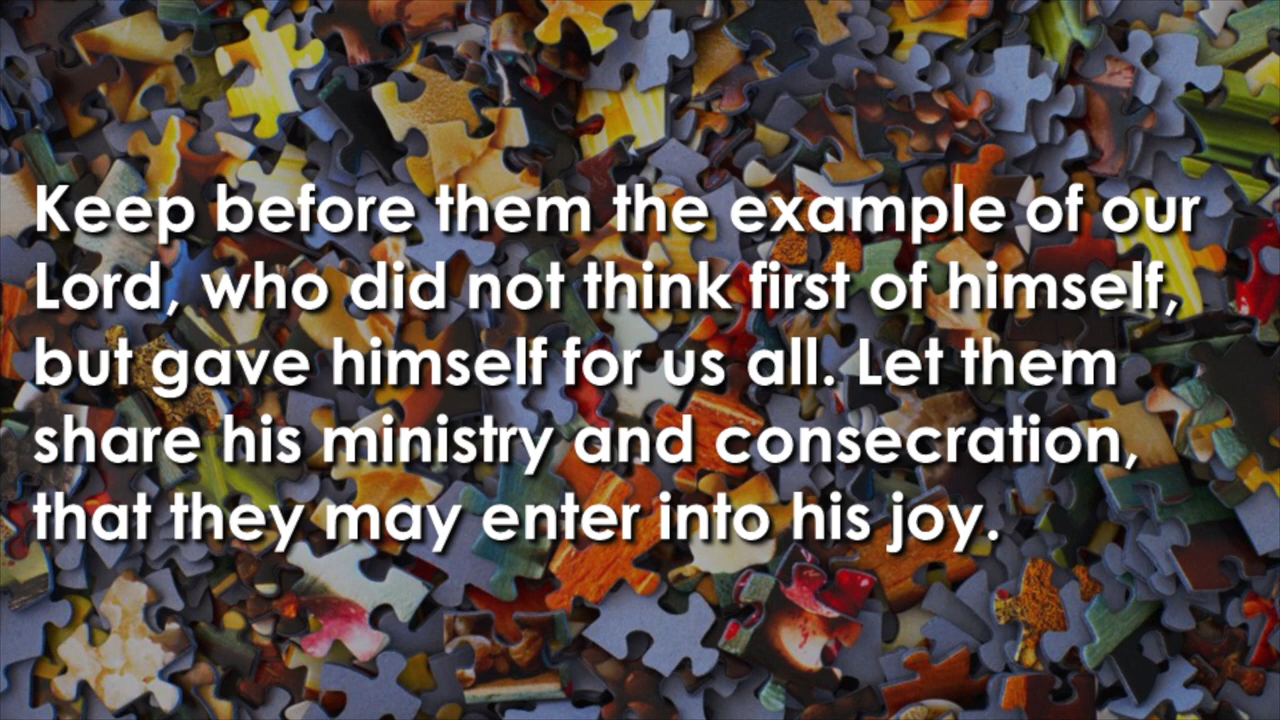 Keep before them the example of our
Lord, who did not think first of himself,
but gave himself for us all. Let them
share his ministry and consecration,
that they may enter into his joy.